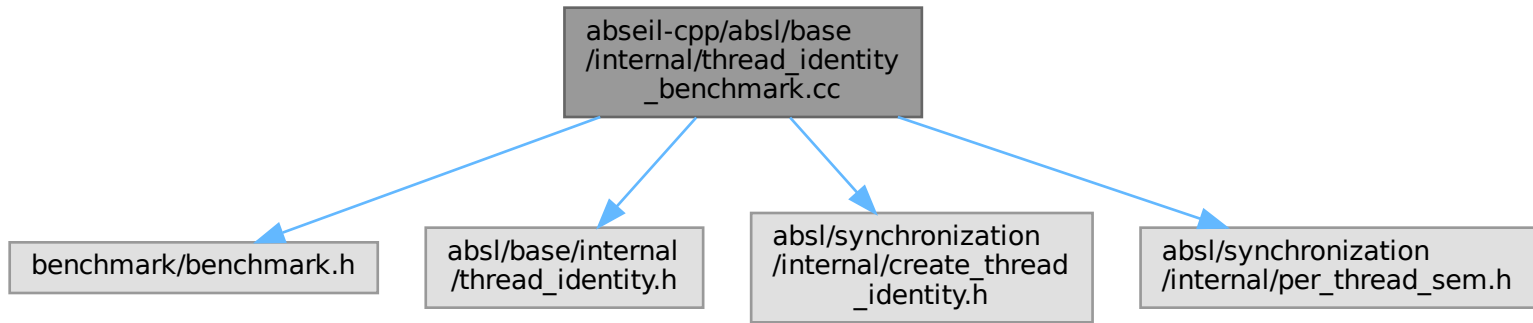 abseil-cpp/absl/base
/internal/thread_identity
_benchmark.cc
benchmark/benchmark.h
absl/base/internal
/thread_identity.h
absl/synchronization
/internal/create_thread
_identity.h
absl/synchronization
/internal/per_thread_sem.h